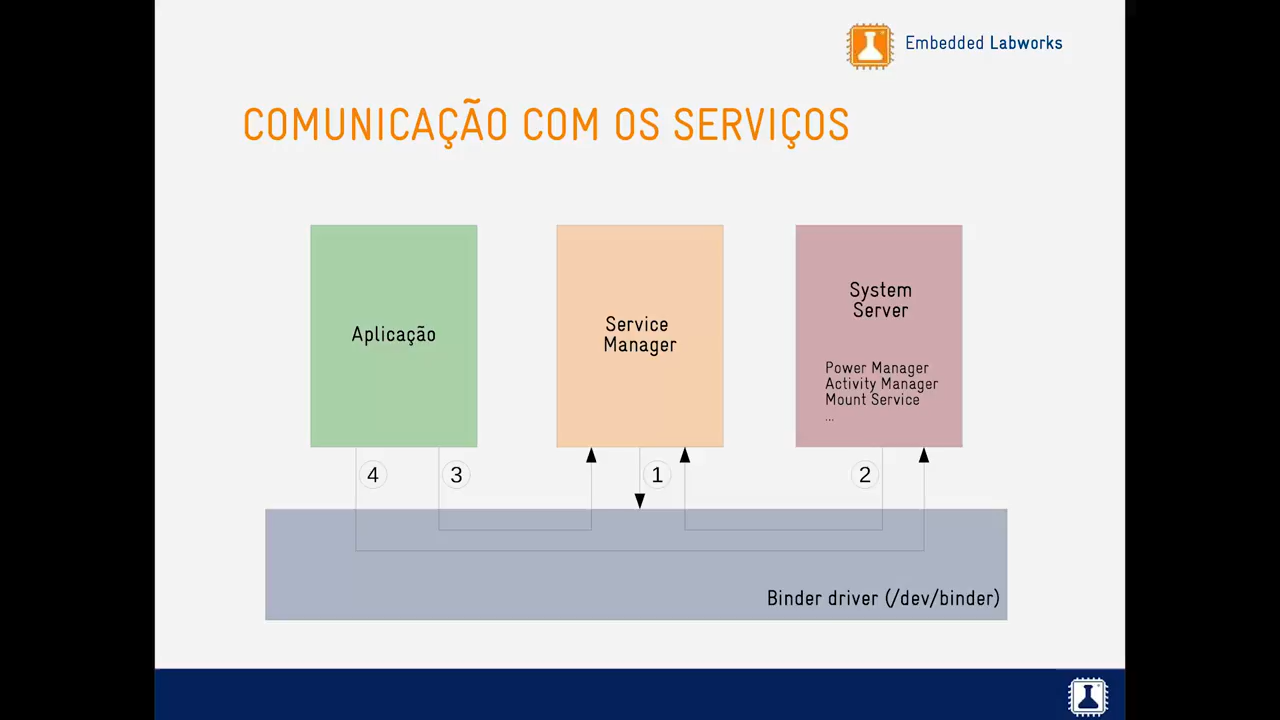 Embedded Labworks
COMUNICAÇÃO COM OS SERVIÇOS
Aplicação
Service
Manager
System
Server
Power Manager
Activity Manager
Mount Service
...
4
3
1
2
Binder driver (/dev/binder)